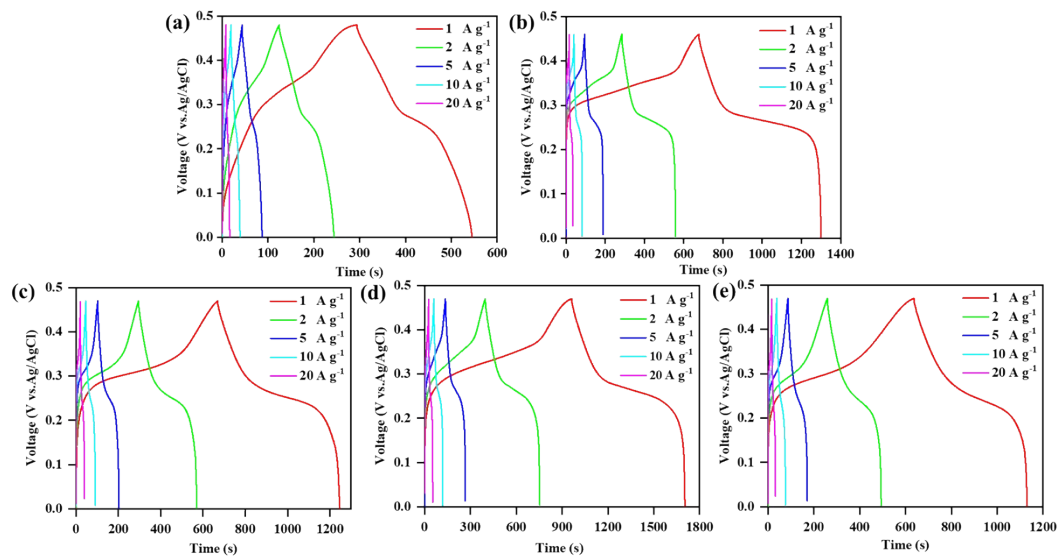 (a)
0.5
0.4
0.3
0.2
0.1
0.0
Voltage (V vs.Ag/AgCl)
1 A g-1
2 A g-1
5 A g-1
10 A g-1
20 A g-1
0 100 200 300 400 500 600
Time (s)
(b)
0.5
0.4
0.3
0.2
0.1
0.0
Voltage (V vs.Ag/AgCl)
1 A g-1
2 A g-1
5 A g-1
10 A g-1
20 A g-1
0 200 400 600 800 1000 1200 1400
Time (s)
(c)
0.5
0.4
0.3
0.2
0.1
0.0
Voltage (V vs.Ag/AgCl)
1 A g-1
2 A g-1
5 A g-1
10 A g-1
20 A g-1
0 200 400 600 800 1000 1200
Time (s)
(d)
0.5
0.4
0.3
0.2
0.1
0.0
Voltage (V vs.Ag/AgCl)
1 A g-1
2 A g-1
5 A g-1
10 A g-1
20 A g-1
0 300 600 900 1200 1500 1800
Time (s)
(e)
0.5
0.4
0.3
0.2
0.1
0.0
Voltage (V vs.Ag/AgCl)
1 A g-1
2 A g-1
5 A g-1
10 A g-1
20 A g-1
0 200 400 600 800 1000 1200
Time (s)